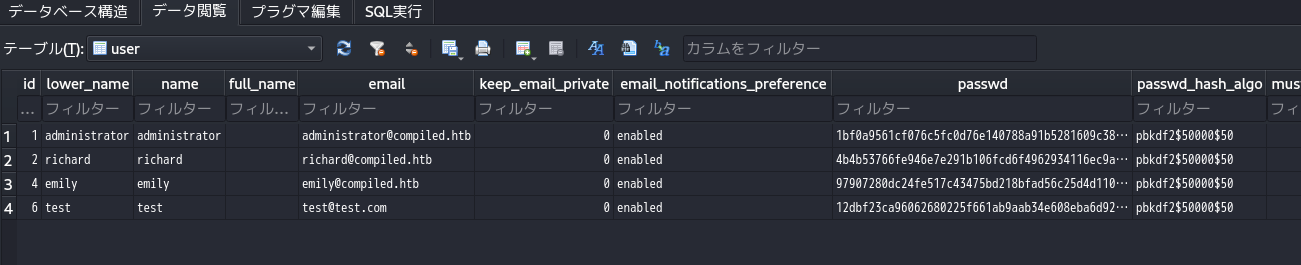 データベース構造 データ閲覧 プラグマ編集 SQL実行
テーブル(T): user カラムをフィルター
id lower_name name full_name email keep_email_private email_notifications_preference passwd passwd_hash_algo mus
... フィルター フィルター フィル... フィルター フィルター フィルター フィルター フィルター フィ
1 1 administrator administrator administrator@compiled.htb 0 enabled 1bf0a9561cf076c5fc0d76e140788a91b5281609c38… pbkdf2$50000$50
2 2 richard richard richard@compiled.htb 0 enabled 4b4b53766fe946e7e291b106fcd6f4962934116ec9a… pbkdf2$50000$50
3 4 emily emily emily@compiled.htb 0 enabled 97907280dc24fe517c43475bd218bfad56c25d4d110… pbkdf2$50000$50
4 6 test test test@test.com 0 enabled 12dbf23ca96062680225f661ab9aab34e608eba6d92… pbkdf2$50000$50